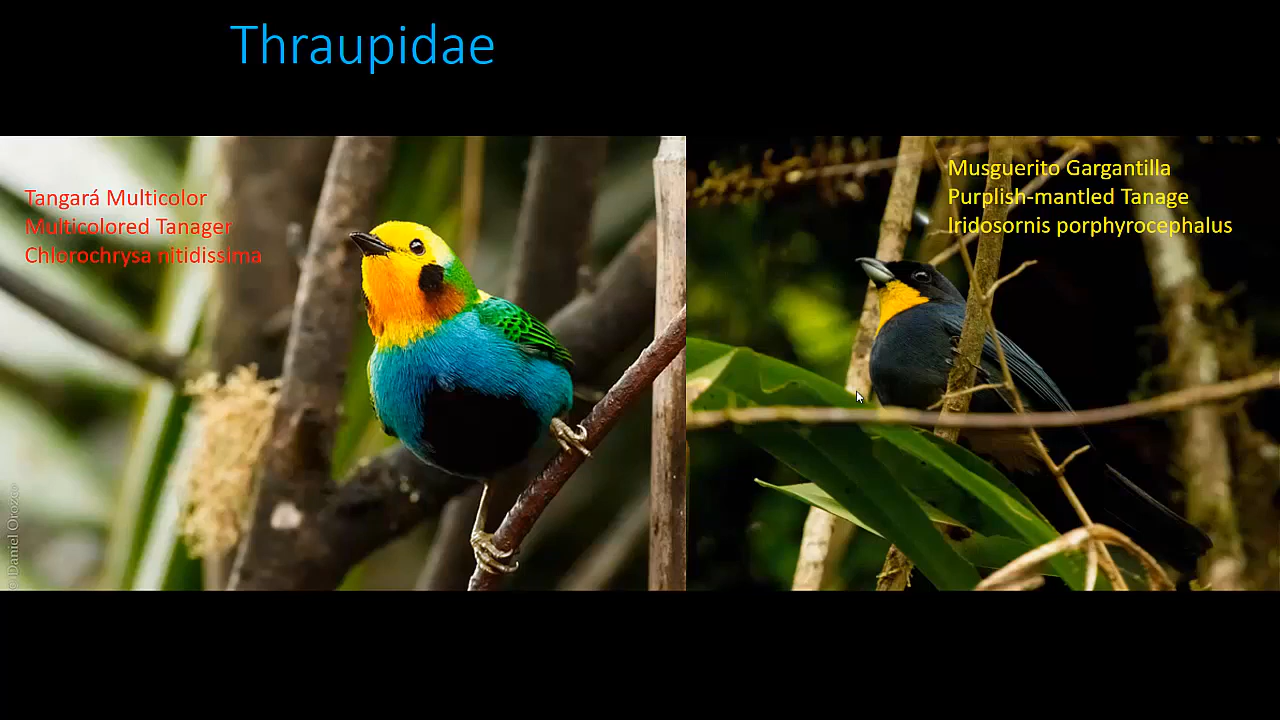 Thraupidae
Tangará Multicolor
Multicolored Tanager
Chlorochrysa nitidissima
Musguerito Gargantilla
Purplish-mantled Tanage
Iridosornis porphyrocephalus
© Daniel Orozco